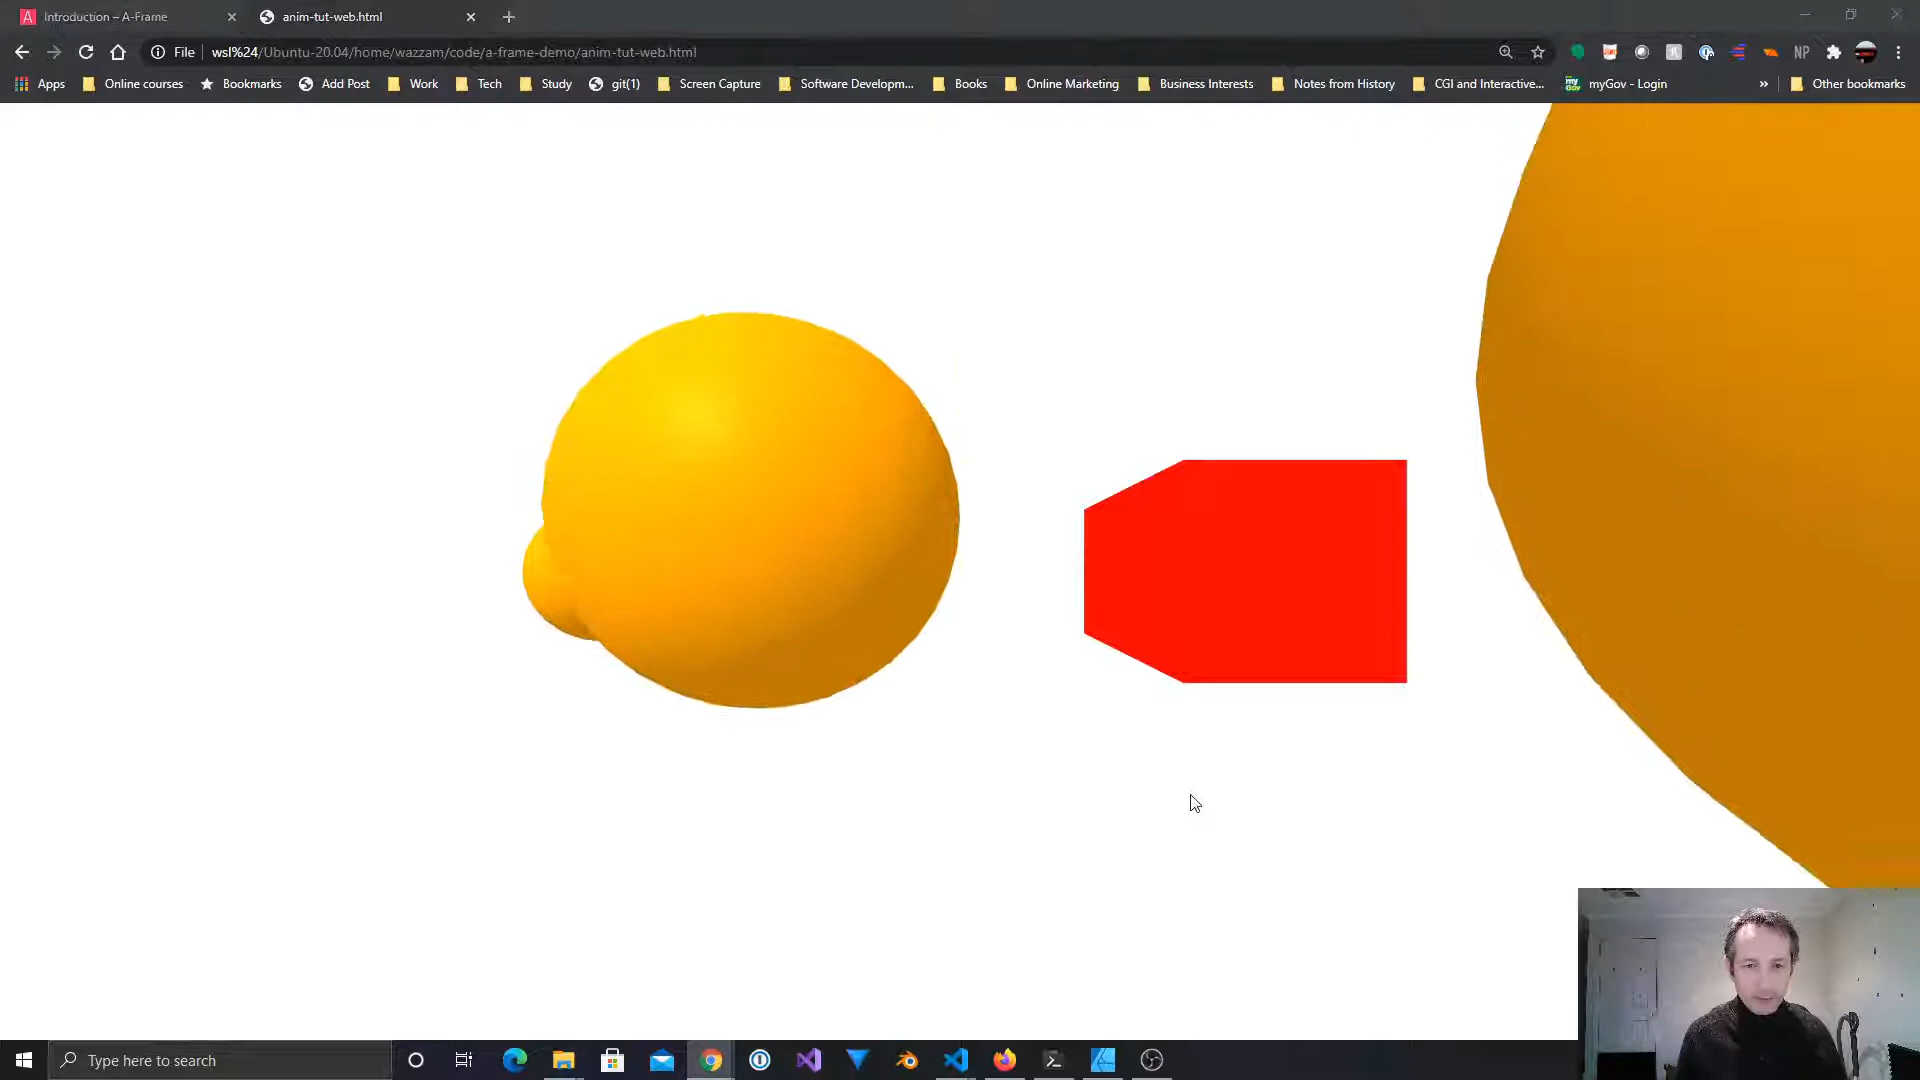 Introduction – A-Frame
anim-tut-web.html
File wsl%24/Ubuntu-20.04/home/wazzam/code/a-frame-demo/anim-tut-web.html
NP
Apps Online courses Bookmarks Add Post Work Tech Study git(1) Screen Capture Software Developm... Books Online Marketing Business Interests Notes from History CGI and Interactive... myGov - Login » Other bookmarks
Type here to search